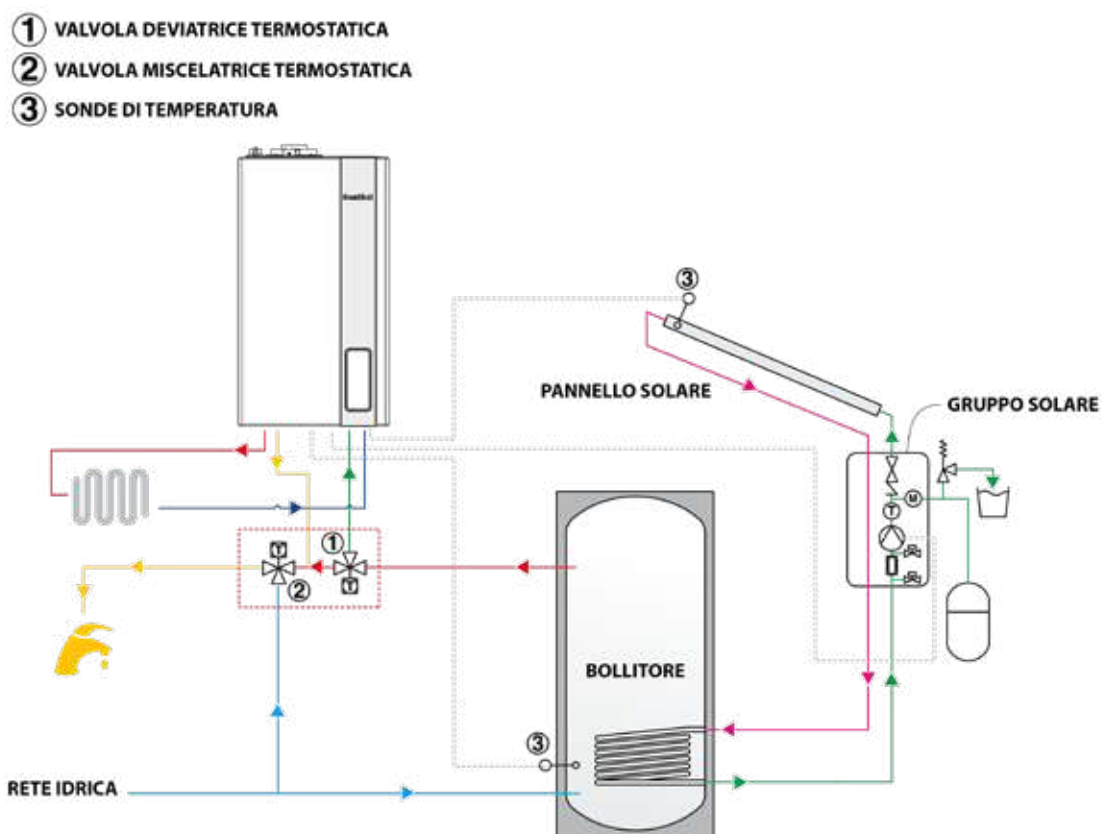 1 VALVOLA DEVIATRICE TERMOSTATICA
2 VALVOLA MISCELATRICE TERMOSTATICA
3 SONDE DI TEMPERATURA
3
PANNELLO SOLARE
GRUPPO SOLARE
M
T
1
T
2
T
BOLLITORE
3
RETE IDRICA